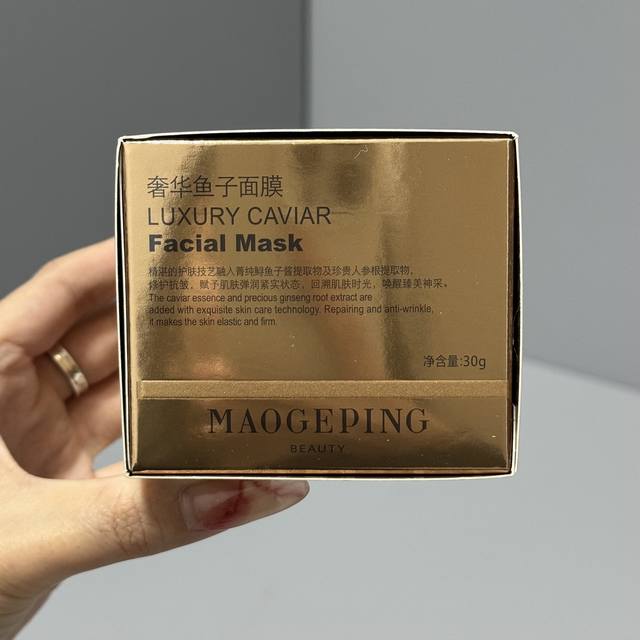 奢华鱼子面膜
LUXURY CAVIAR
Facial Mask
精湛的护肤技艺融入菁纯鲟鱼子酱提取物及珍贵人参根提取物,
修护抗皱，赋予肌肤弹润紧实状态，回溯肌肤时光，唤醒臻美神采。
The caviar essence and precious ginseng root extract are
added with exquisite skin care technology. Repairing and anti-wrinkle,
it makes the skin elastic and firm.
净含量:30g
MAOGEPING
BEAUTY